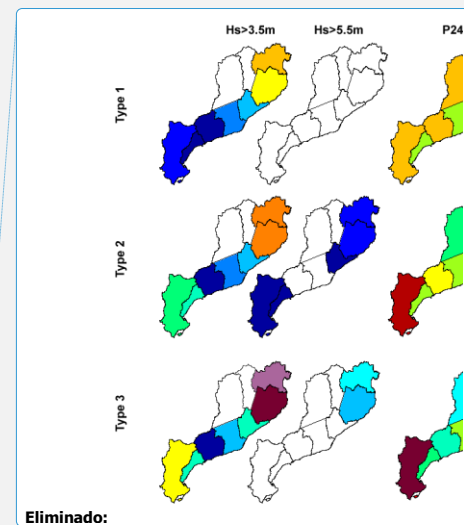 Hs>3.5m Hs>5.5m P24
Type 1
Type 2
Type 3
Eliminado: